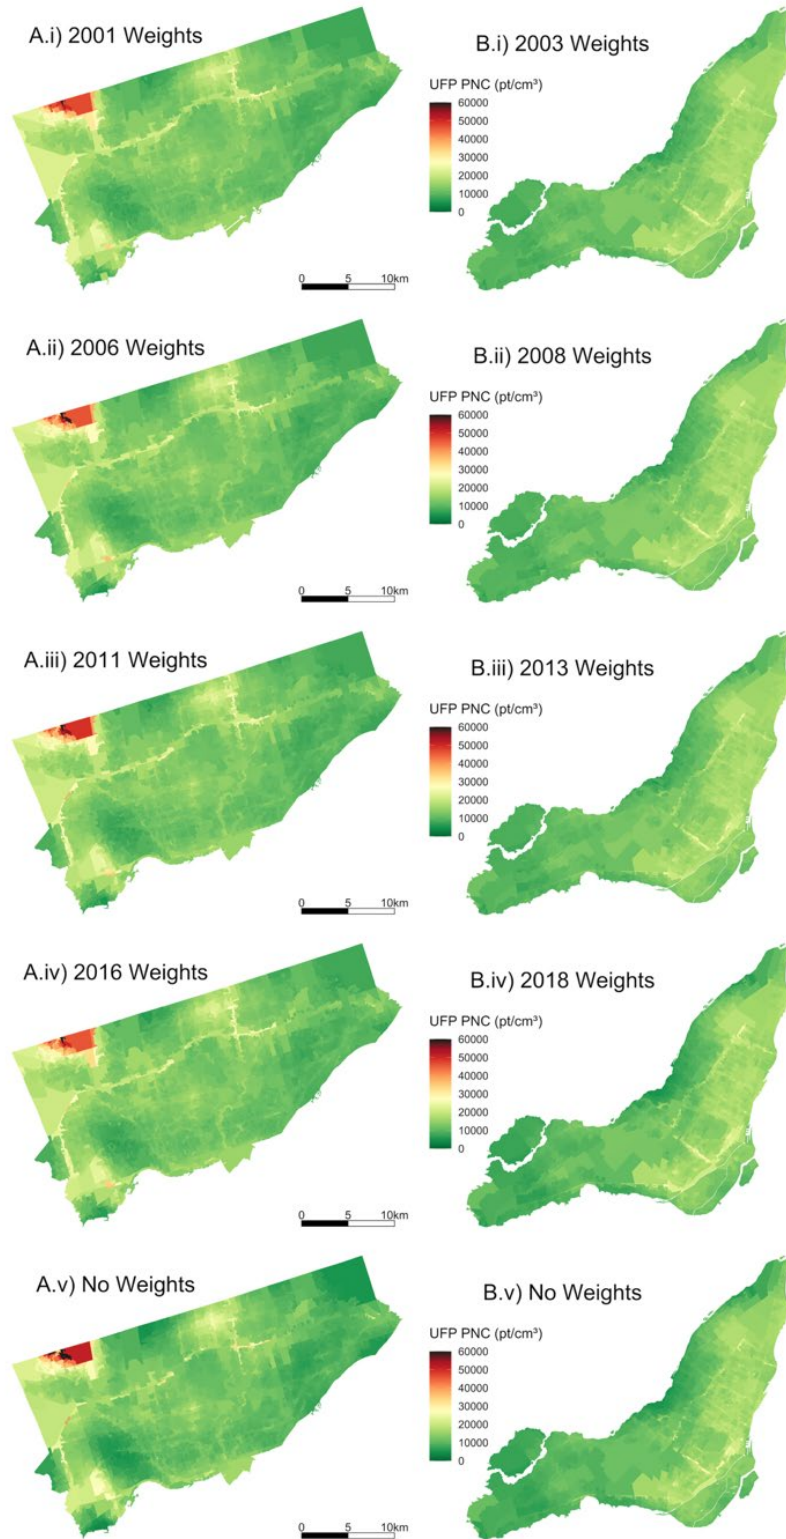 A.i) 2001 Weights
B.i) 2003 Weights
UFP PNC (pt/cm³)
60000
50000
40000
30000
20000
10000
0
0 5 10km
A.ii) 2006 Weights
B.ii) 2008 Weights
UFP PNC (pt/cm³)
60000
50000
40000
30000
20000
10000
0
0 5 10km
A.iii) 2011 Weights
B.iii) 2013 Weights
UFP PNC (pt/cm³)
60000
50000
40000
30000
20000
10000
0
0 5 10km
A.iv) 2016 Weights
B.iv) 2018 Weights
UFP PNC (pt/cm³)
60000
50000
40000
30000
20000
10000
0
0 5 10km
A.v) No Weights
B.v) No Weights
UFP PNC (pt/cm³)
60000
50000
40000
30000
20000
10000
0
0 5 10km